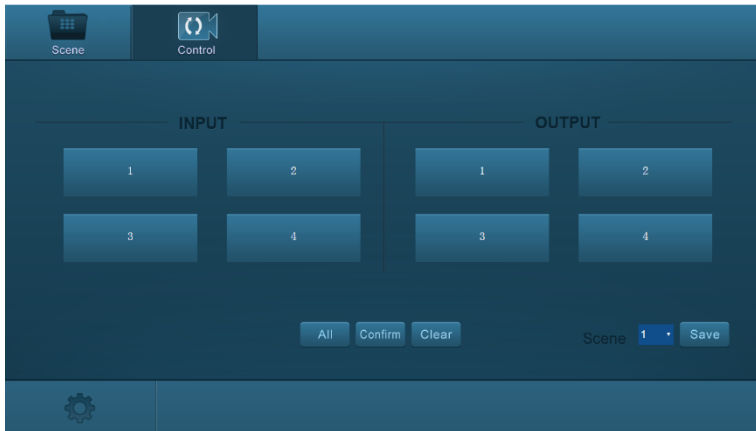 Scene Control
INPUT OUTPUT
1 2 1 2
3 4 3 4
All Confirm Clear Scene 1 Save